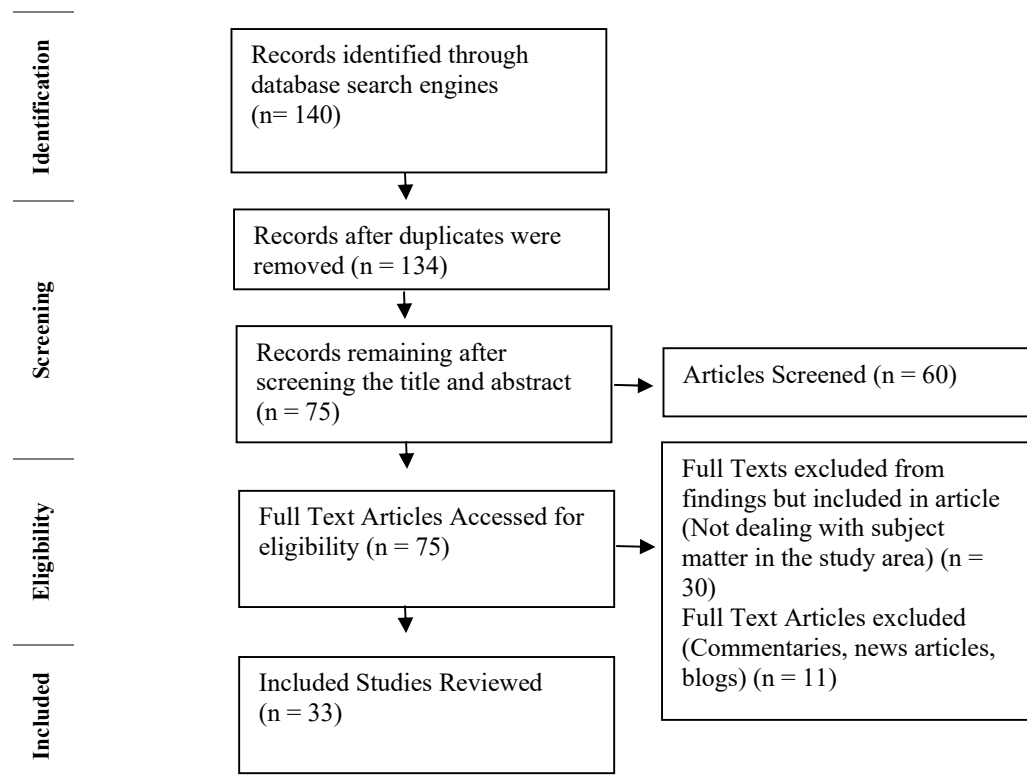 Identification
Records identified through
database search engines
(n= 140)
Screening
Records after duplicates were
removed (n = 134)
Records remaining after
screening the title and abstract
(n = 75)
Articles Screened (n = 60)
Eligibility
Full Text Articles Accessed for
eligibility (n = 75)
Full Texts excluded from
findings but included in article
(Not dealing with subject
matter in the study area) (n =
30)
Full Text Articles excluded
(Commentaries, news articles,
blogs) (n = 11)
Included
Included Studies Reviewed
(n = 33)